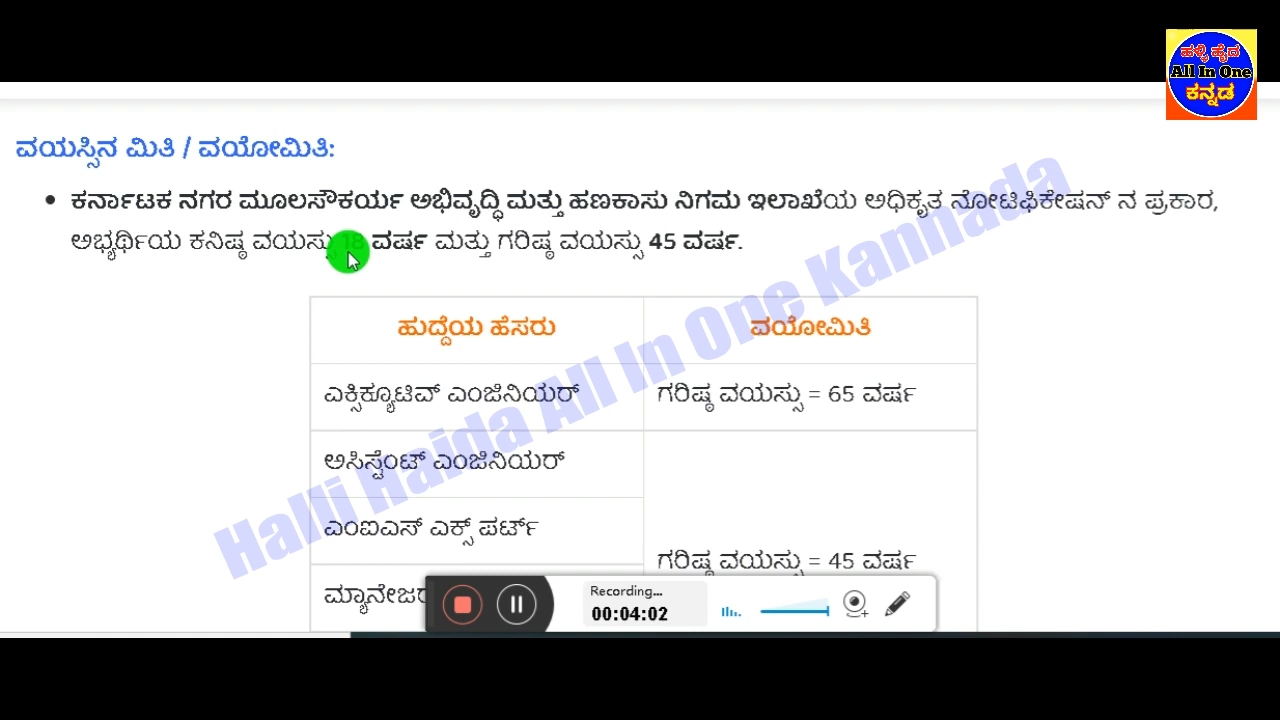 ಹಳ್ಳಿ ಹೈದ
All In One
ಕನ್ನಡ
ವಯಸ್ಸಿನ ಮಿತಿ / ವಯೋಮಿತಿ:
ಕರ್ನಾಟಕ ನಗರ ಮೂಲಸೌಕರ್ಯ ಅಭಿವೃದ್ಧಿ ಮತ್ತು ಹಣಕಾಸು ನಿಗಮ ಇಲಾಖೆಯ ಅಧಿಕೃತ ನೋಟಿಫಿಕೇಷನ್ ನ ಪ್ರಕಾರ,
ಅಭ್ಯರ್ಥಿಯ ಕನಿಷ್ಠ ವಯಸ್ಸು 18 ವರ್ಷ ಮತ್ತು ಗರಿಷ್ಠ ವಯಸ್ಸು 45 ವರ್ಷ.
ಹುದ್ದೆಯ ಹೆಸರು ವಯೋಮಿತಿ
ಎಕ್ಸಿಕ್ಯೂಟಿವ್ ಎಂಜಿನಿಯರ್ ಗರಿಷ್ಠ ವಯಸ್ಸು = 65 ವರ್ಷ
ಅಸಿಸ್ಟೆಂಟ್ ಎಂಜಿನಿಯರ್
ಎಂಐಎಸ್ ಎಕ್ಸ್ ಪರ್ಟ್
ಗರಿಷ್ಠ ವಯಸ್ಸು = 45 ವರ್ಷ
Halli Haida All In One Kannada
Recording...
00:04:02